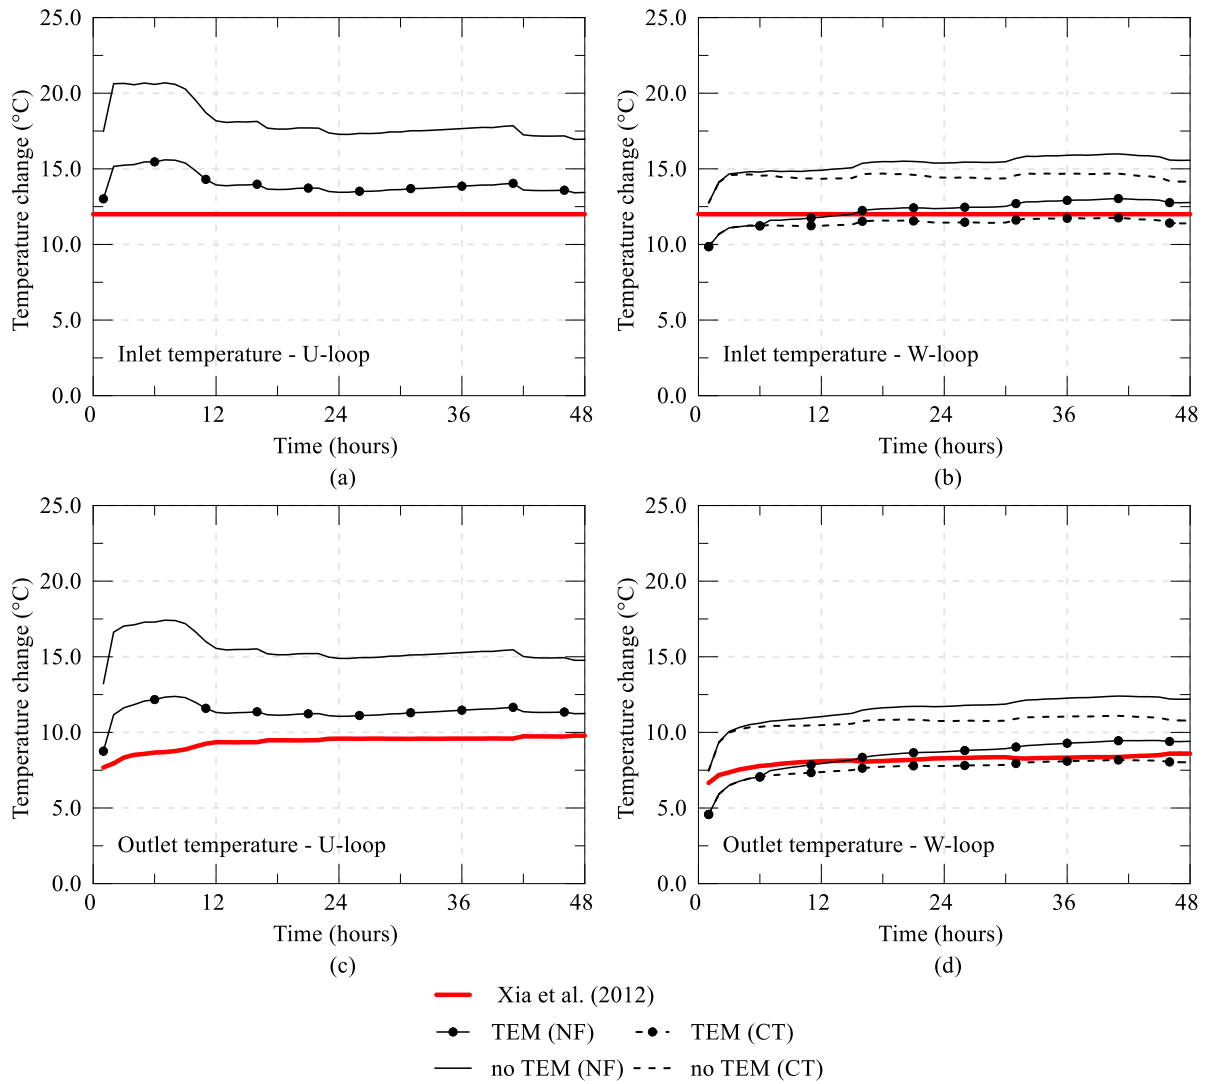 25.0
20.0
15.0
10.0
5.0
0.0
Temperature change (°C)
Inlet temperature - U-loop
0 12 24 36 48
Time (hours)
(a)
25.0
20.0
15.0
10.0
5.0
0.0
Temperature change (°C)
Inlet temperature - W-loop
0 12 24 36 48
Time (hours)
(b)
25.0
20.0
15.0
10.0
5.0
0.0
Temperature change (°C)
Outlet temperature - U-loop
0 12 24 36 48
Time (hours)
(c)
25.0
20.0
15.0
10.0
5.0
0.0
Temperature change (°C)
Outlet temperature - W-loop
0 12 24 36 48
Time (hours)
(d)
Xia et al. (2012)
TEM (NF) TEM (CT)
no TEM (NF) no TEM (CT)